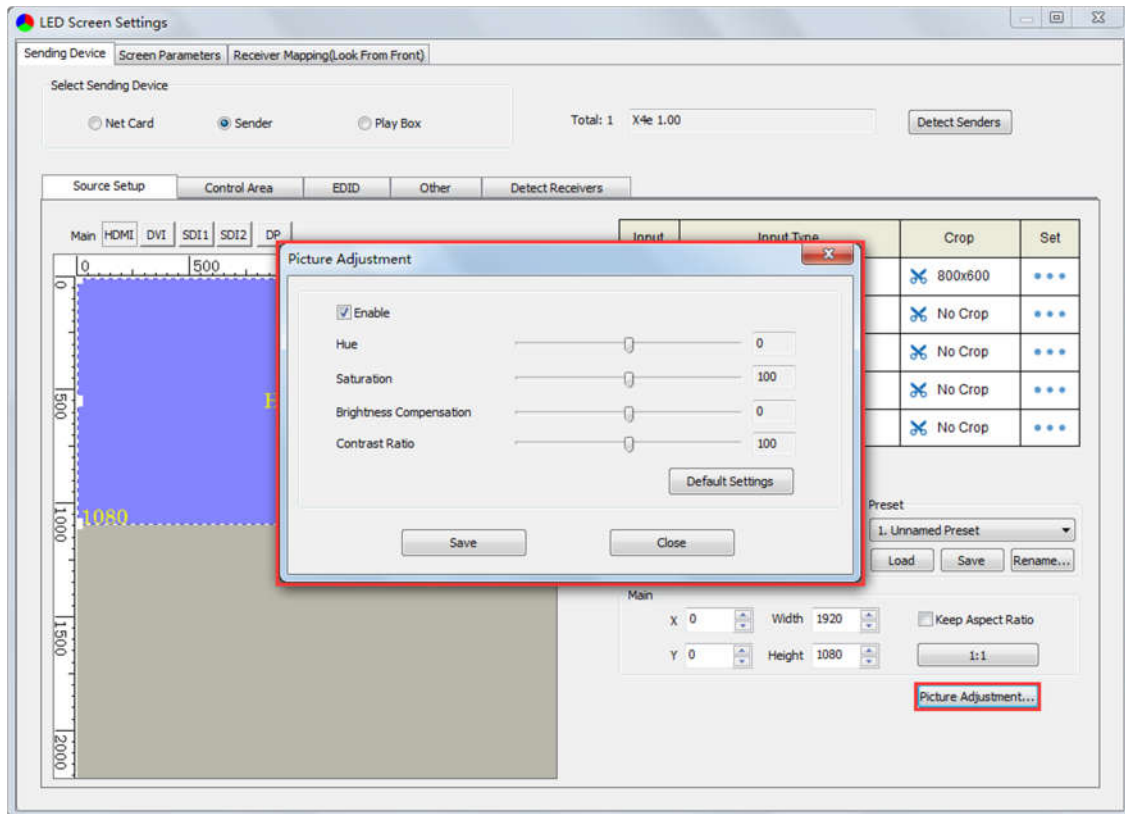 LED Screen Settings
Sending Device Screen Parameters Receiver Mapping(Look From Front)
Select Sending Device
Net Card Sender Play Box
Total: 1 X4e 1.00 Detect Senders
Source Setup Control Area EDID Other Detect Receivers
Main HDMI DVI SDI1 SDI2 DP
Input Input Type Crop Set
0 500
0
500
1000
1500
2000
H
1080
800x600
No Crop
No Crop
No Crop
No Crop
Picture Adjustment
Enable
Hue 0
Saturation 100
Brightness Compensation 0
Contrast Ratio 100
Default Settings
Save Close
Preset
1. Unnamed Preset
Load Save Rename...
Main
X 0 Width 1920 Keep Aspect Ratio
Y 0 Height 1080 1:1
Picture Adjustment...